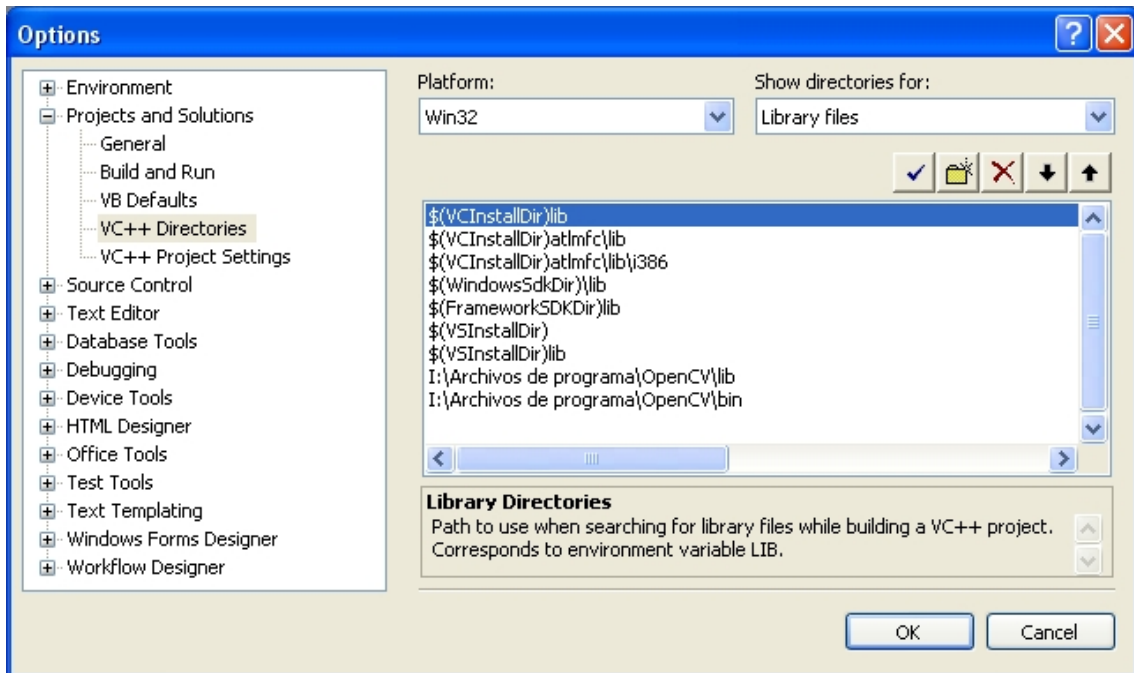 Options
Environment
Projects and Solutions
General
Build and Run
VB Defaults
VC++ Directories
VC++ Project Settings
Source Control
Text Editor
Database Tools
Debugging
Device Tools
HTML Designer
Office Tools
Test Tools
Text Templating
Windows Forms Designer
Workflow Designer
Platform:
Win32
Show directories for:
Library files
$(VCInstallDir)lib
$(VCInstallDir)atlmfc\lib
$(VCInstallDir)atlmfc\lib\i386
$(WindowsSdkDir)\lib
$(FrameworkSDKDir)lib
$(VSInstallDir)
$(VSInstallDir)lib
I:\Archivos de programa\OpenCV\lib
I:\Archivos de programa\OpenCV\bin
Library Directories
Path to use when searching for library files while building a VC++ project.
Corresponds to environment variable LIB.
OK
Cancel